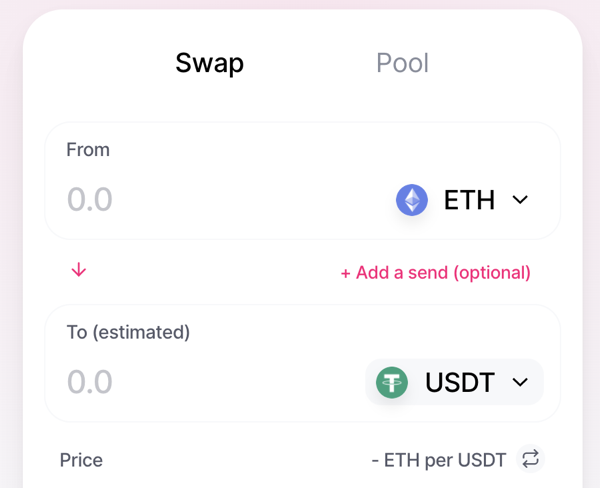 Swap Pool
From
0.0 ETH
+ Add a send (optional)
To (estimated)
0.0 USDT
Price - ETH per USDT